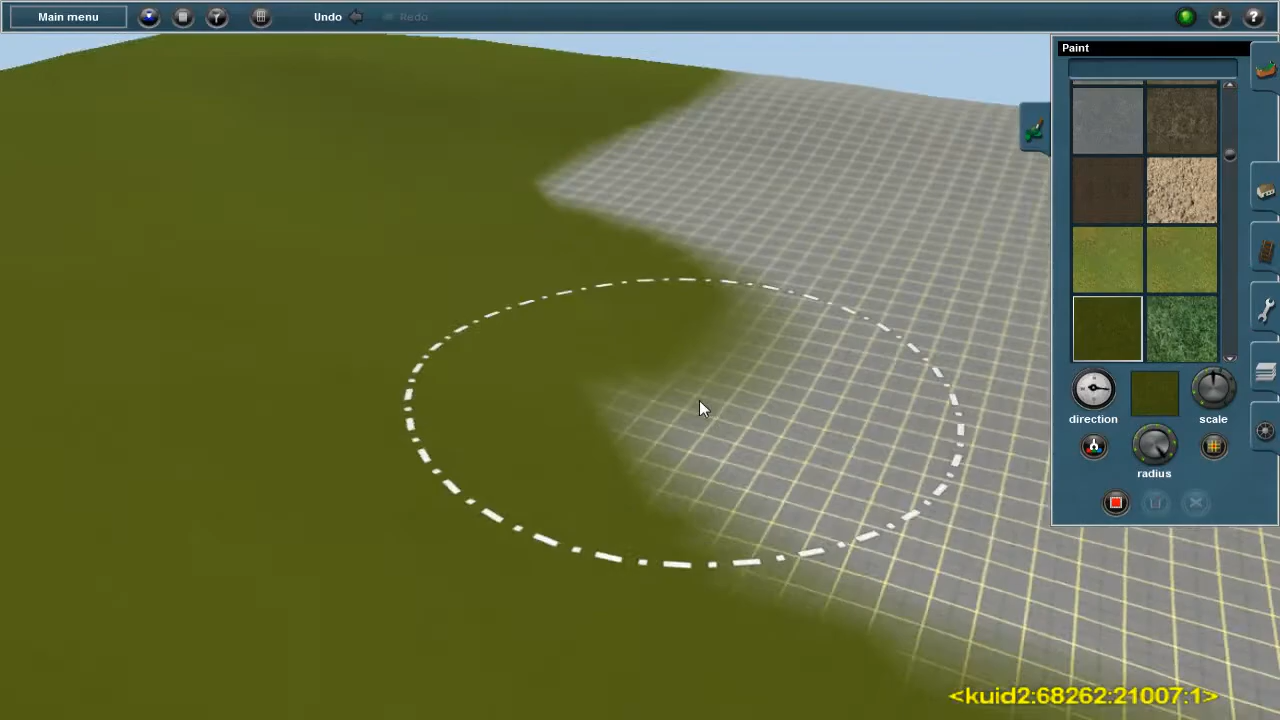 Main menu
Undo
Redo
?
Paint
direction
scale
radius
<kuid2:68262:21007:1>